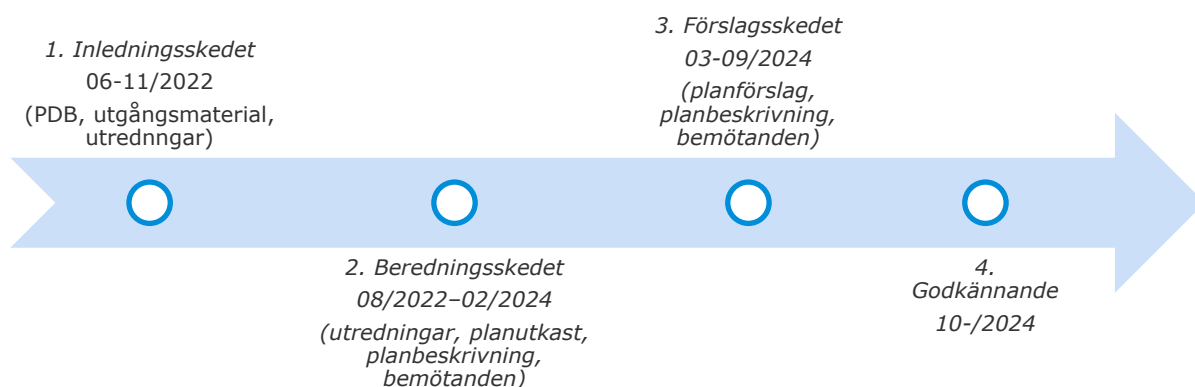 1. Inledningsskedet
06-11/2022
(PDB, utgångsmaterial,
utrednngar)
2. Beredningsskedet
08/2022–02/2024
(utredningar, planutkast,
planbeskrivning,
bemötanden)
3. Förslagsskedet
03-09/2024
(planförslag,
planbeskrivning,
bemötanden)
4.
Godkännande
10-/2024